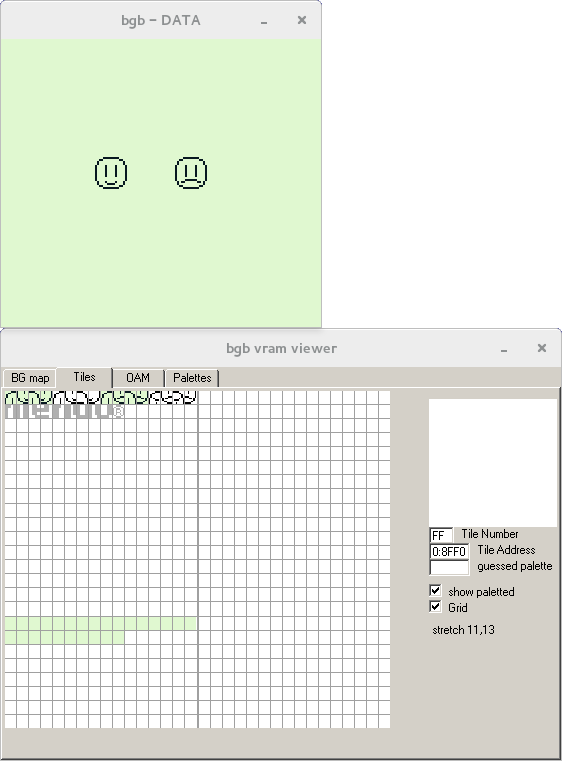 bgb - DATA
bgb vram viewer
BG map Tiles OAM Palettes
FF Tile Number
0:8FF0 Tile Address
guessed palette
show paletted
Grid
stretch 11,13